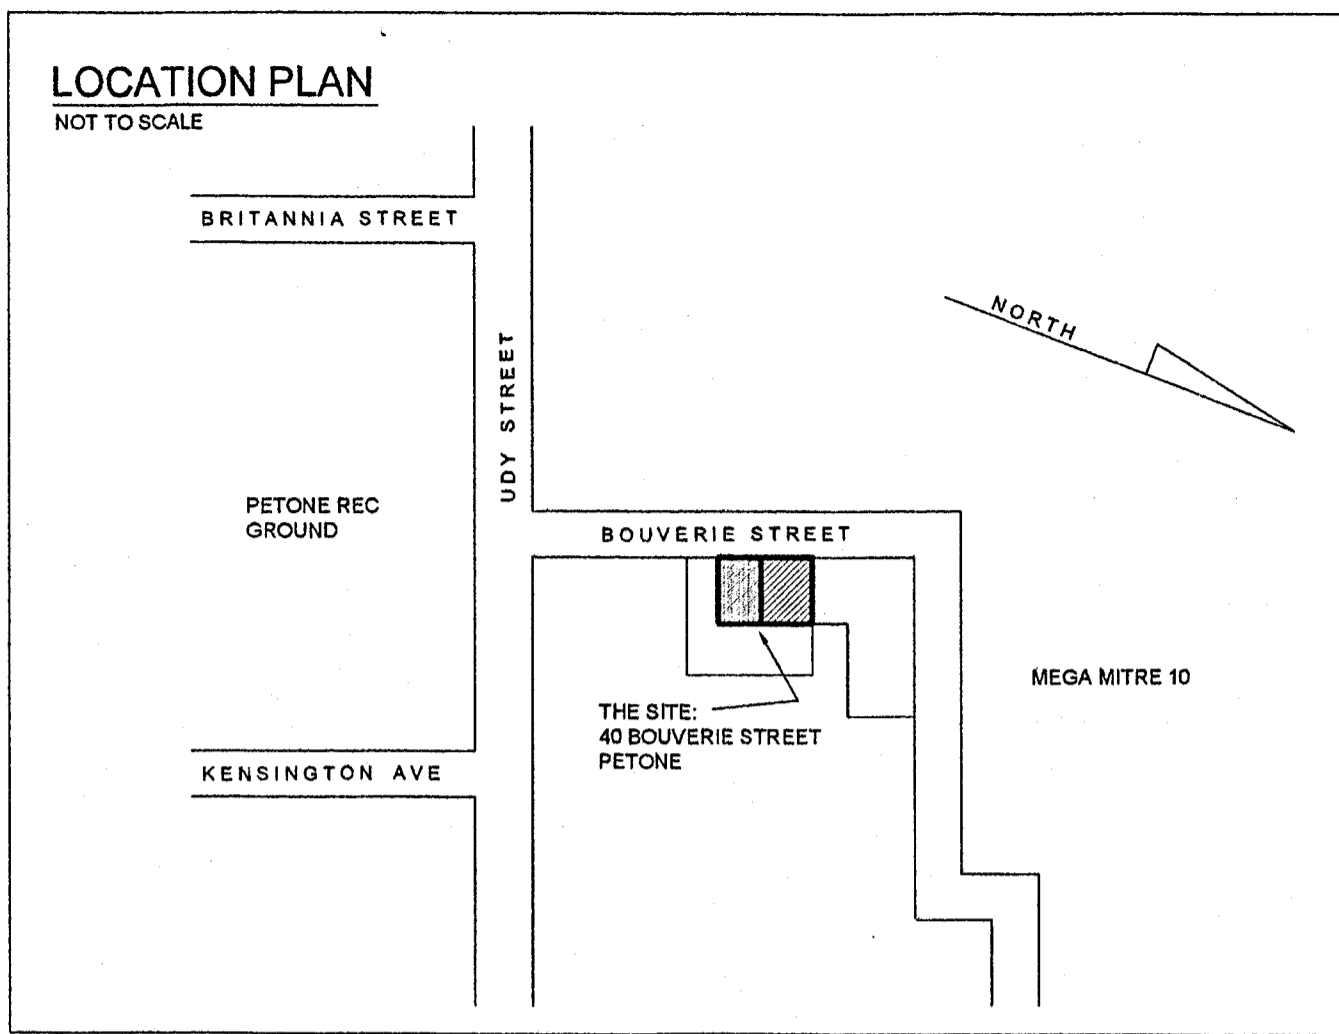 LOCATION PLAN
NOT TO SCALE
BRITANNIA STREET
NORTH
UDY STREET
PETONE REC
GROUND
BOUVERIE STREET
MEGA MITRE 10
THE SITE:
40 BOUVERIE STREET
PETONE
KENSINGTON AVE